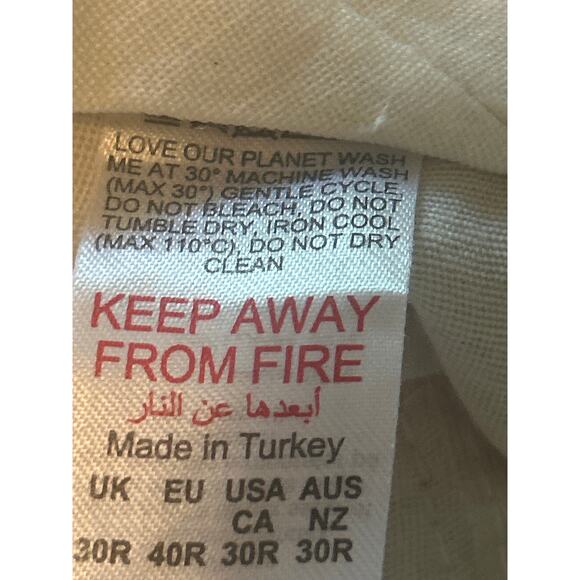 LOVE OUR PLANET WASH
ME AT 30° MACHINE WASH
(MAX 30°) GENTLE CYCLE,
DO NOT BLEACH, DO NOT
TUMBLE DRY, IRON COOL
(MAX 110°C), DO NOT DRY
CLEAN
KEEP AWAY
FROM FIRE
أبعدها عن النار
Made in Turkey
UK EU USA AUS
CA NZ
30R 40R 30R 30R